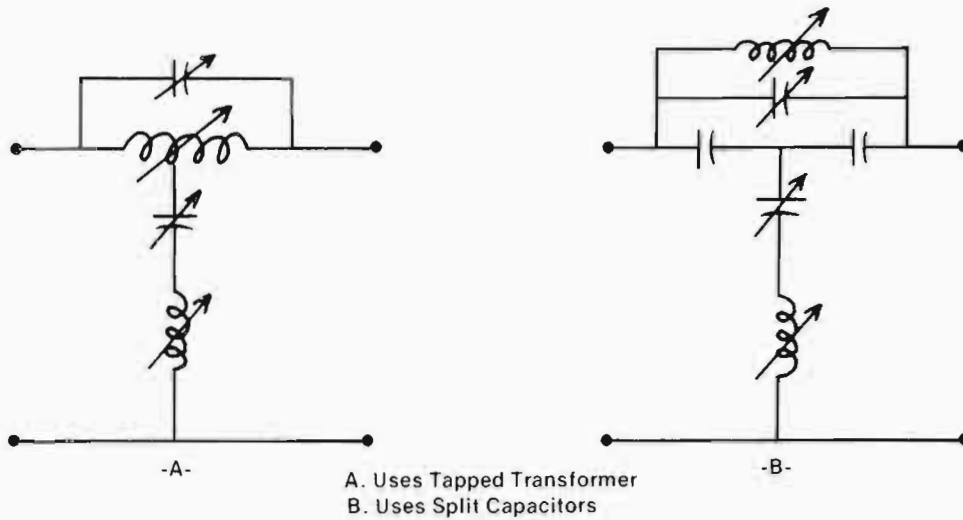 -A-
-B-
A. Uses Tapped Transformer
B. Uses Split Capacitors